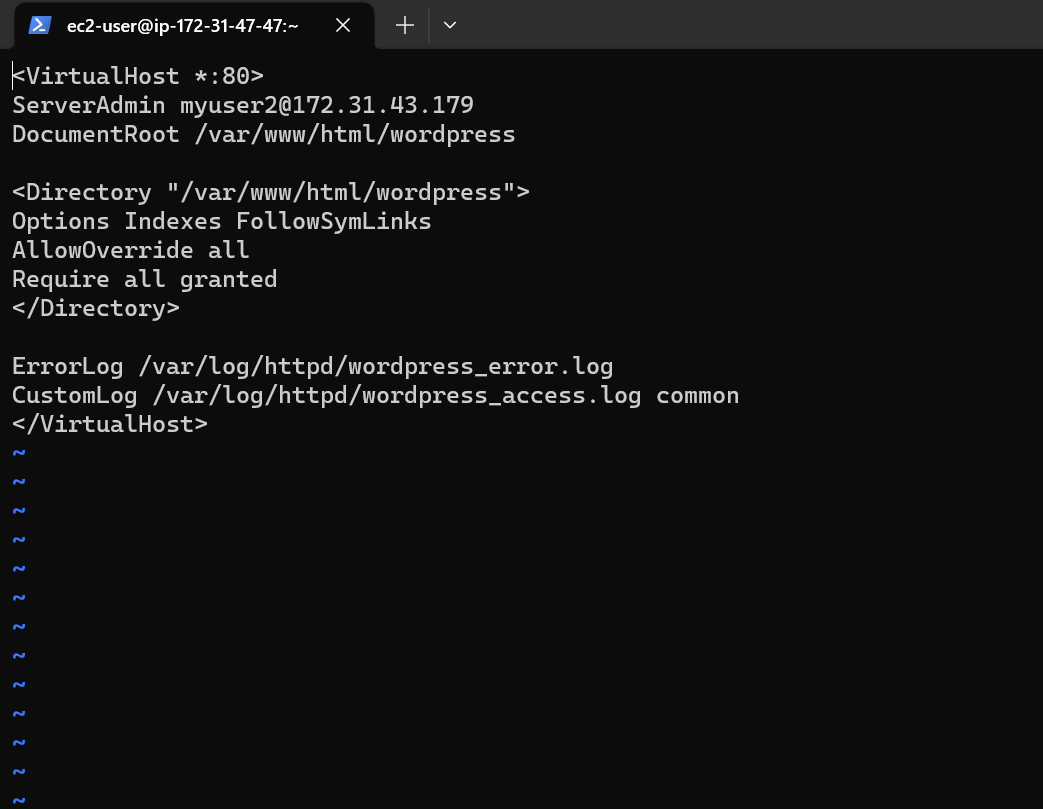 ec2-user@ip-172-31-47-47:~
<VirtualHost *:80>
ServerAdmin myuser2@172.31.43.179
DocumentRoot /var/www/html/wordpress
<Directory "/var/www/html/wordpress">
Options Indexes FollowSymLinks
AllowOverride all
Require all granted
</Directory>
ErrorLog /var/log/httpd/wordpress_error.log
CustomLog /var/log/httpd/wordpress_access.log common
</VirtualHost>
~
~
~
~
~
~
~
~
~
~
~
~
~